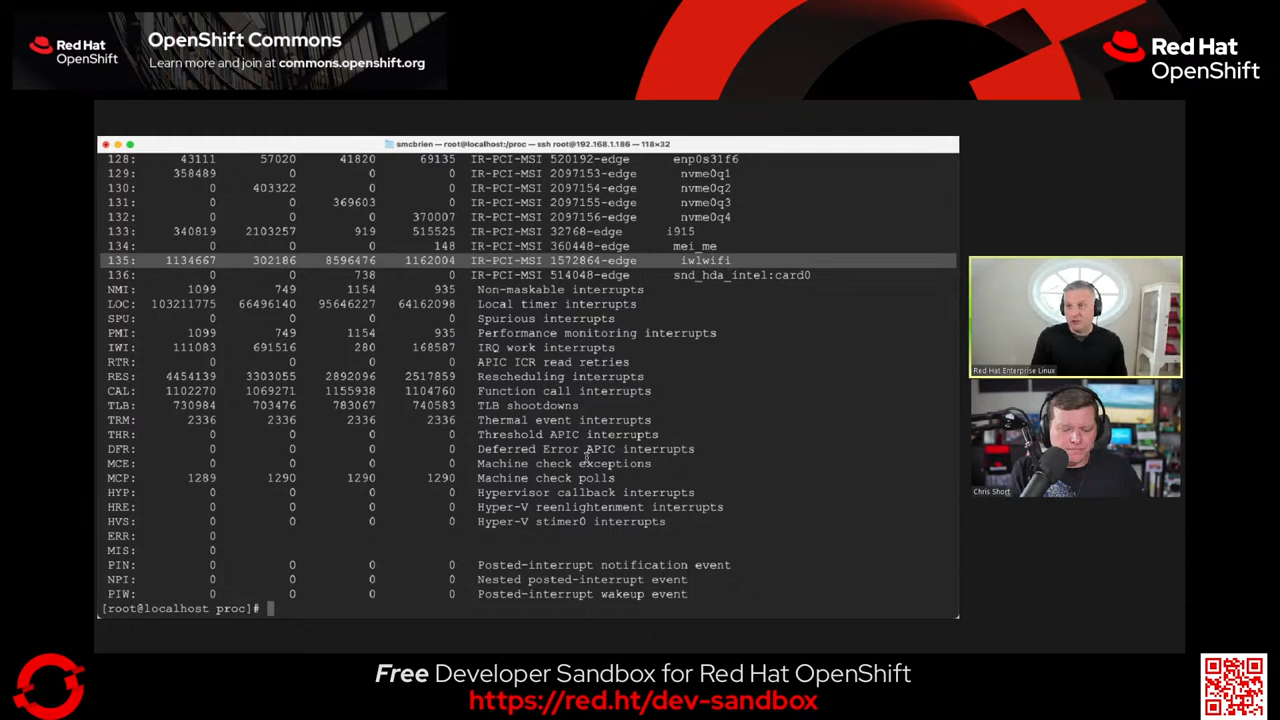 Red Hat
OpenShift
OpenShift Commons
Learn more and join at commons.openshift.org
Red Hat
OpenShift
smcbrien — root@localhost:/proc — ssh root@192.168.1.186 — 118×32
128: 43111 57020 41820 69135 IR-PCI-MSI 520192-edge enp0s31f6
129: 358489 0 0 0 IR-PCI-MSI 2097153-edge nvme0q1
130: 0 403322 0 0 IR-PCI-MSI 2097154-edge nvme0q2
131: 0 0 369603 0 IR-PCI-MSI 2097155-edge nvme0q3
132: 0 0 0 370007 IR-PCI-MSI 2097156-edge nvme0q4
133: 340819 2103257 919 515525 IR-PCI-MSI 32768-edge i915
134: 0 0 0 148 IR-PCI-MSI 360448-edge mei_me
135: 1134667 302186 8596476 1162004 IR-PCI-MSI 1572864-edge iwlwifi
136: 0 0 738 0 IR-PCI-MSI 514048-edge snd_hda_intel:card0
NMI: 1099 749 1154 935 Non-maskable interrupts
LOC: 103211775 66496140 95646227 64162098 Local timer interrupts
SPU: 0 0 0 0 Spurious interrupts
PMI: 1099 749 1154 935 Performance monitoring interrupts
IWI: 111083 691516 280 168587 IRQ work interrupts
RTR: 0 0 0 0 APIC ICR read retries
RES: 4454139 3303055 2892096 2517859 Rescheduling interrupts
CAL: 1102270 1069271 1155938 1104760 Function call interrupts
TLB: 730984 703476 783067 740583 TLB shootdowns
TRM: 2336 2336 2336 2336 Thermal event interrupts
THR: 0 0 0 0 Threshold APIC interrupts
DFR: 0 0 0 0 Deferred Error APIC interrupts
MCE: 0 0 0 0 Machine check exceptions
MCP: 1289 1290 1290 1290 Machine check polls
HYP: 0 0 0 0 Hypervisor callback interrupts
HRE: 0 0 0 0 Hyper-V reenlightenment interrupts
HVS: 0 0 0 0 Hyper-V stimer0 interrupts
ERR: 0
MIS: 0
PIN: 0 0 0 0 Posted-interrupt notification event
NPI: 0 0 0 0 Nested posted-interrupt event
PIW: 0 0 0 0 Posted-interrupt wakeup event
[root@localhost proc]#
Red Hat Enterprise Linux
Chris Short
Free Developer Sandbox for Red Hat OpenShift
https://red.ht/dev-sandbox